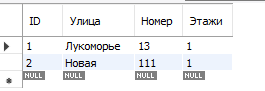 ID Улица Номер Этажи
1 Лукоморье 13 1
2 Новая 111 1
NULL NULL NULL NULL